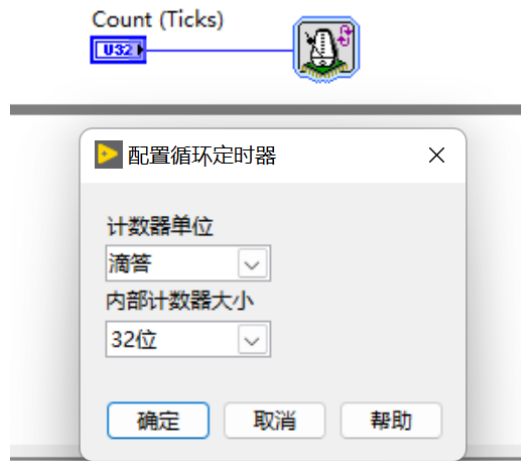 Count (Ticks)
U32
配置循环定时器
计数器单位
滴答
内部计数器大小
32位
确定
取消
帮助